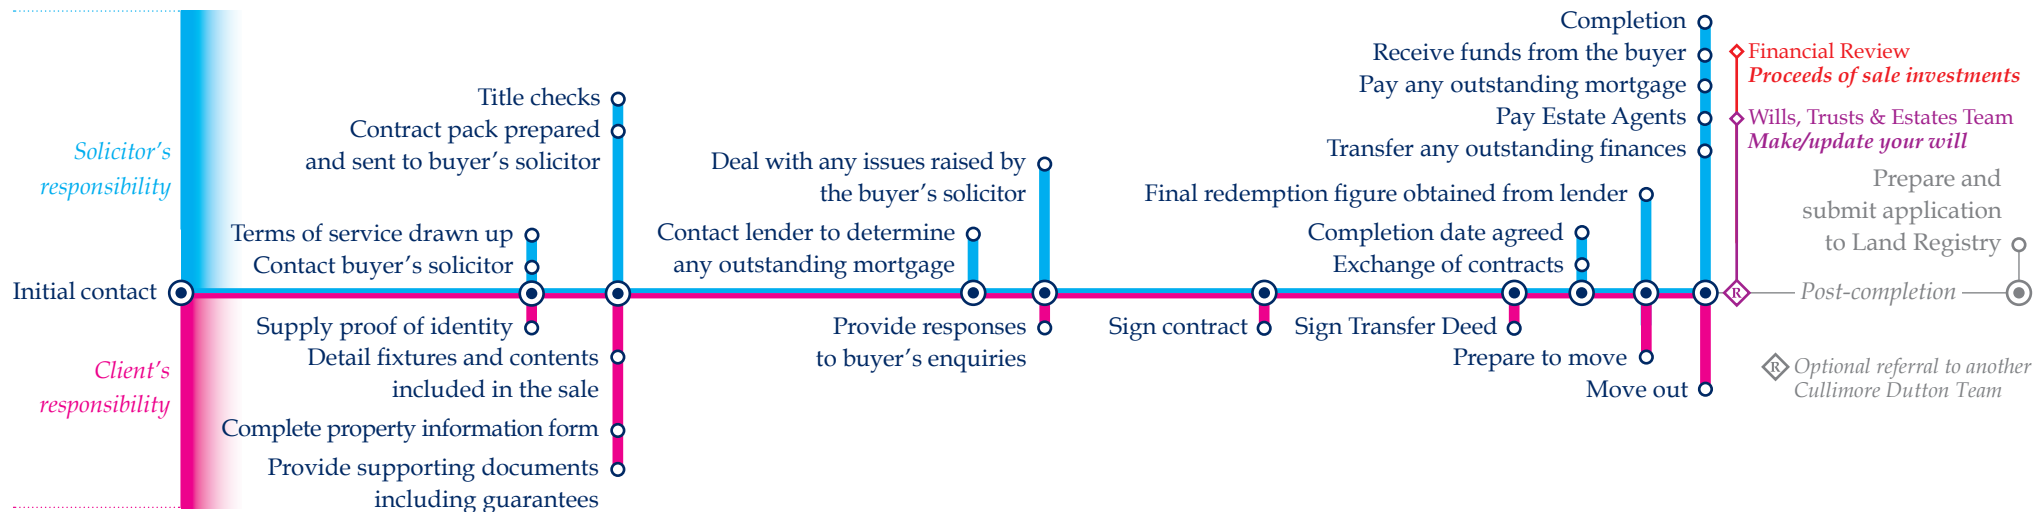 Solicitor's
responsibility
Client's
responsibility
Initial contact
Terms of service drawn up
Contact buyer's solicitor
Supply proof of identity
Title checks
Contract pack prepared
and sent to buyer's solicitor
Detail fixtures and contents
included in the sale
Complete property information form
Provide supporting documents
including guarantees
Contact lender to determine
any outstanding mortgage
Deal with any issues raised by
the buyer's solicitor
Provide responses
to buyer's enquiries
Sign contract
Sign Transfer Deed
Completion date agreed
Exchange of contracts
Final redemption figure obtained from lender
Prepare to move
Completion
Receive funds from the buyer
Pay any outstanding mortgage
Pay Estate Agents
Transfer any outstanding finances
Move out
Financial Review
Proceeds of sale investments
Wills, Trusts & Estates Team
Make/update your will
R
Post-completion
Prepare and
submit application
to Land Registry
R Optional referral to another
Cullimore Dutton Team